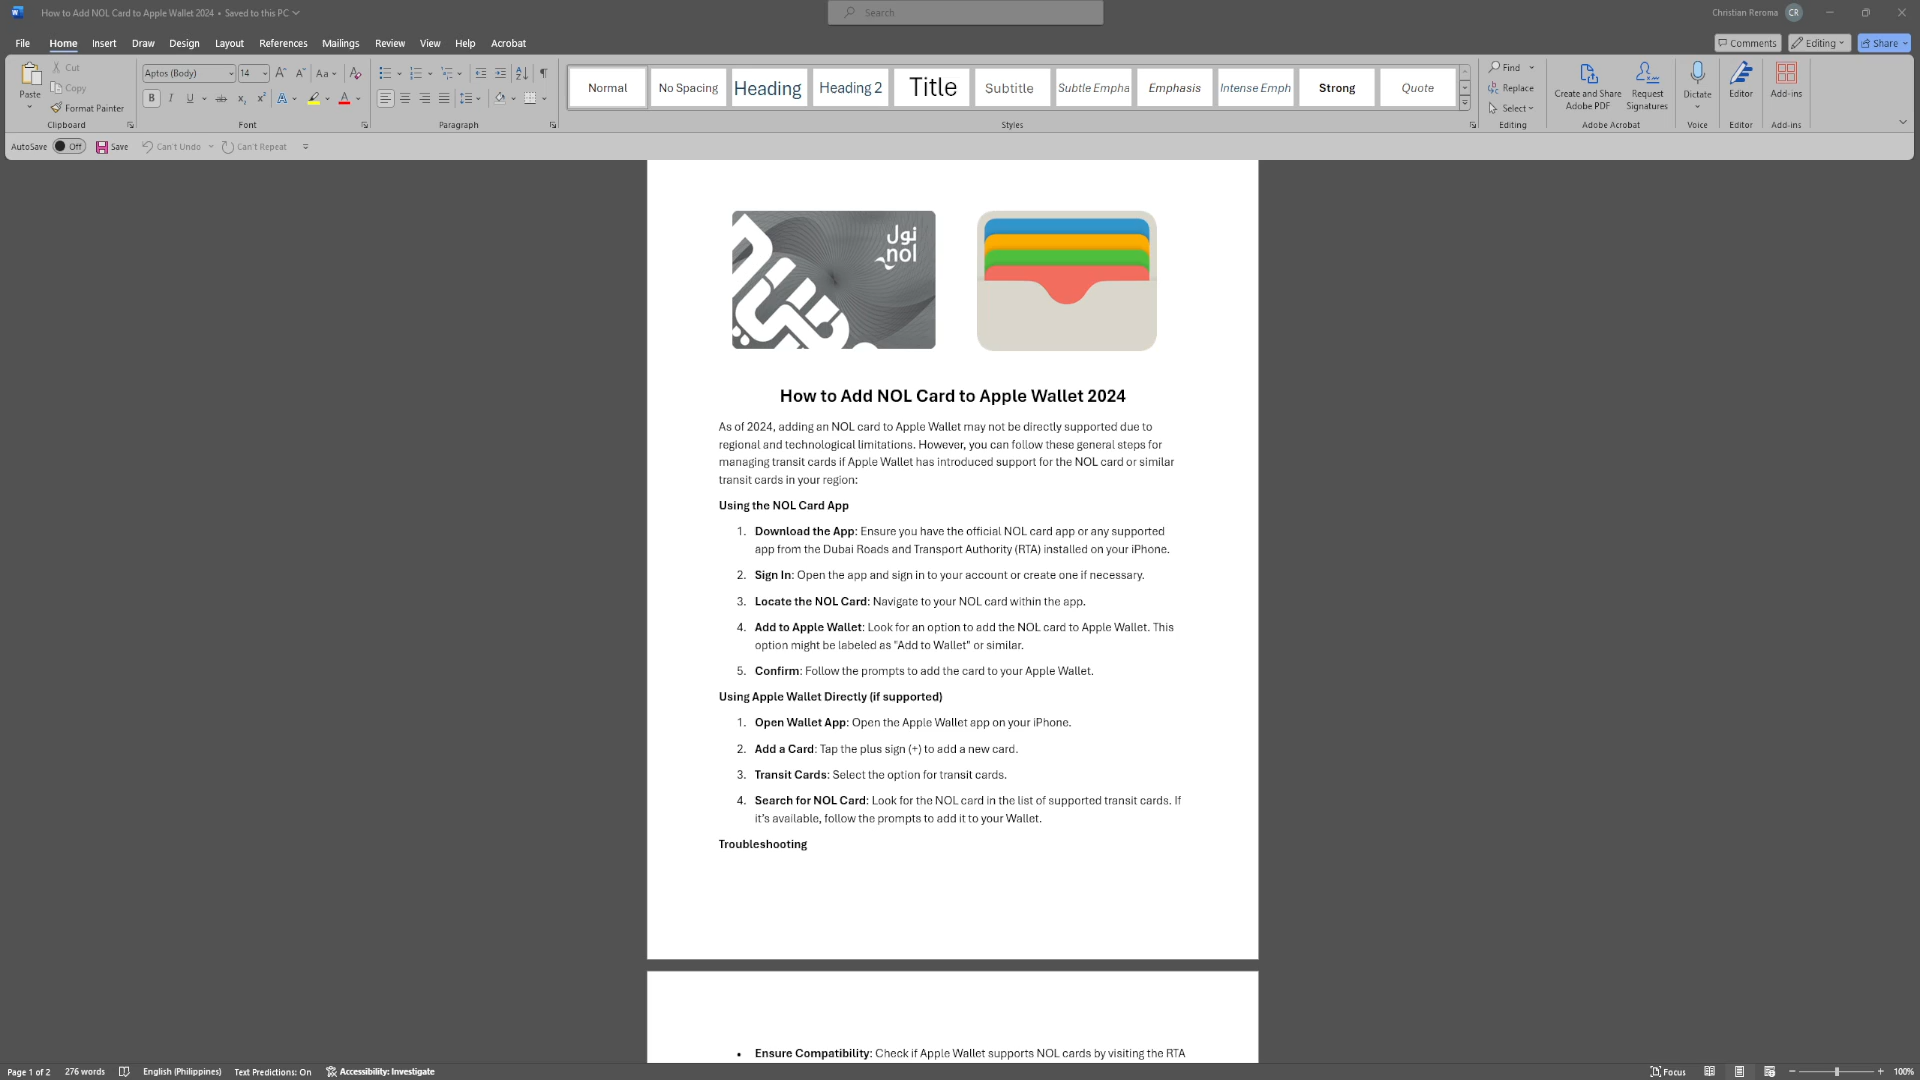 How to Add NOL Card to Apple Wallet 2024 • Saved to this PC
Search
Christian Reroma CR
File Home Insert Draw Design Layout References Mailings Review View Help Acrobat
Comments Editing Share
Paste
Cut
Copy
Format Painter
Clipboard
Aptos (Body) 14
Font
Paragraph
Normal No Spacing Heading Heading 2 Title Subtitle Subtle Empha Emphasis Intense Emph Strong Quote
Styles
Find
Replace
Select
Editing
Create and Share
Adobe PDF
Request
Signatures
Adobe Acrobat
Dictate
Voice
Editor
Editor
Add-ins
Add-ins
AutoSave Off Save Can't Undo Can't Repeat
نول
nol
How to Add NOL Card to Apple Wallet 2024
As of 2024, adding an NOL card to Apple Wallet may not be directly supported due to
regional and technological limitations. However, you can follow these general steps for
managing transit cards if Apple Wallet has introduced support for the NOL card or similar
transit cards in your region:
Using the NOL Card App
1. Download the App: Ensure you have the official NOL card app or any supported
app from the Dubai Roads and Transport Authority (RTA) installed on your iPhone.
2. Sign In: Open the app and sign in to your account or create one if necessary.
3. Locate the NOL Card: Navigate to your NOL card within the app.
4. Add to Apple Wallet: Look for an option to add the NOL card to Apple Wallet. This
option might be labeled as "Add to Wallet" or similar.
5. Confirm: Follow the prompts to add the card to your Apple Wallet.
Using Apple Wallet Directly (if supported)
1. Open Wallet App: Open the Apple Wallet app on your iPhone.
2. Add a Card: Tap the plus sign (+) to add a new card.
3. Transit Cards: Select the option for transit cards.
4. Search for NOL Card: Look for the NOL card in the list of supported transit cards. If
it's available, follow the prompts to add it to your Wallet.
Troubleshooting
• Ensure Compatibility: Check if Apple Wallet supports NOL cards by visiting the RTA
Page 1 of 2 276 words English (Philippines) Text Predictions: On Accessibility: Investigate
Focus 100%